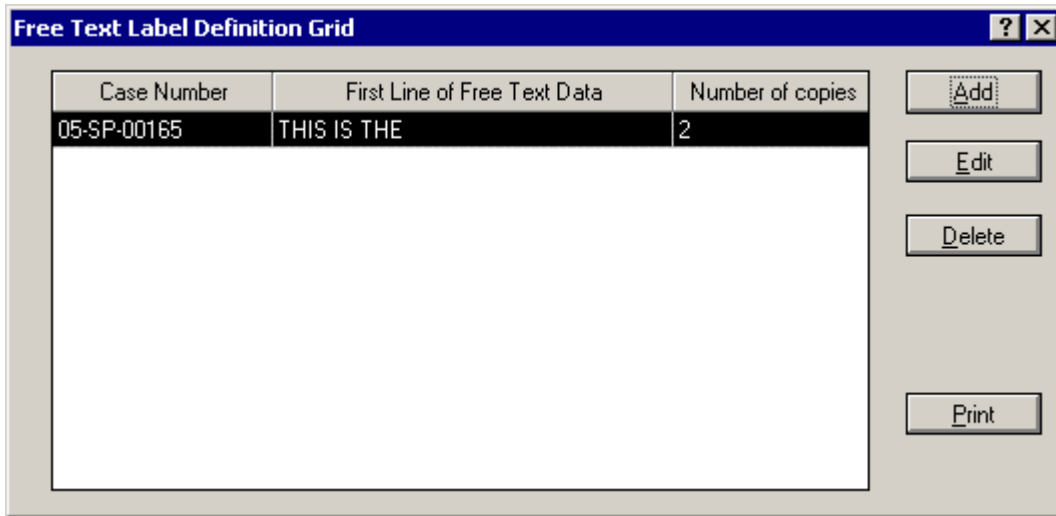 Free Text Label Definition Grid
Case Number First Line of Free Text Data Number of copies
05-SP-00165 THIS IS THE 2
Add
Edit
Delete
Print